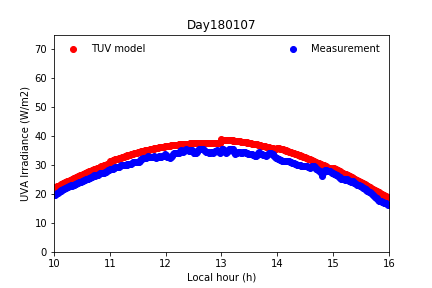 Day180107
TUV model
Measurement
UVA Irradiance (W/m2)
70
60
50
40
30
20
10
0
10 11 12 13 14 15 16
Local hour (h)